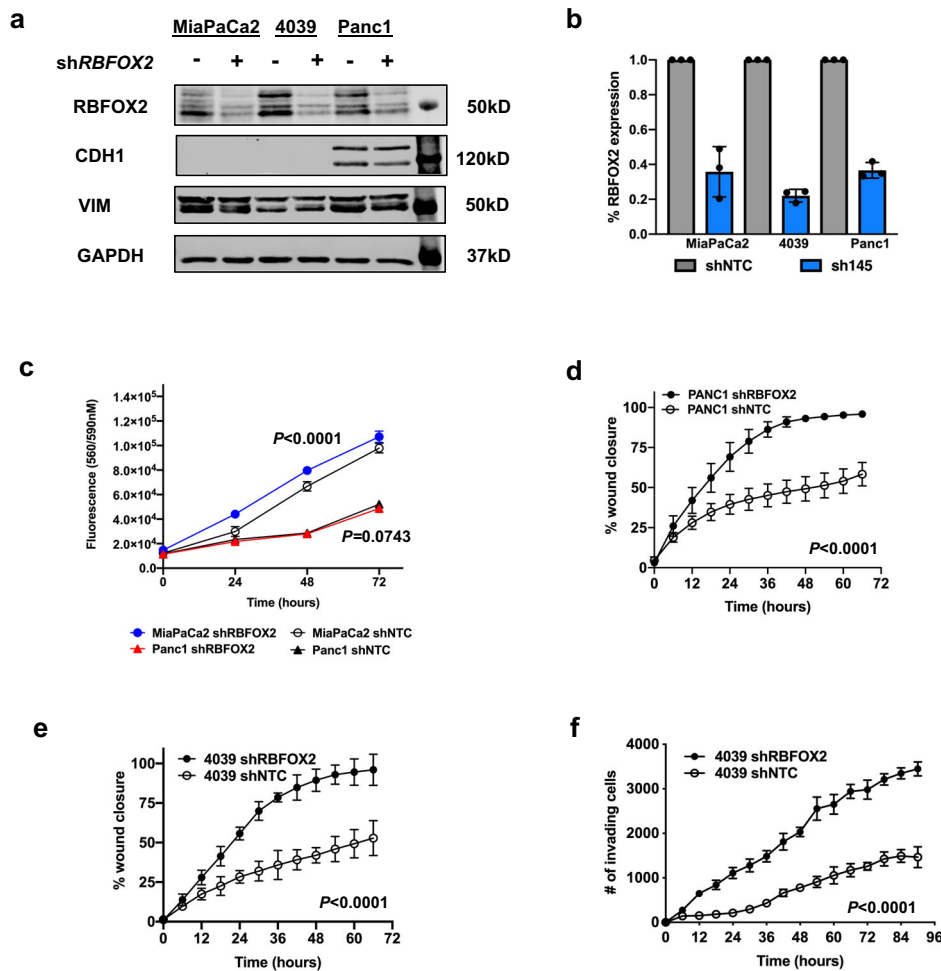 a
MiaPaCa2 4039 Panc1
shRBFOX2 - + - + - +
RBFOX2 50kD
CDH1 120kD
VIM 50kD
GAPDH 37kD
b
% RBFOX2 expression
1.0
0.8
0.6
0.4
0.2
0.0
MiaPaCa2 4039 Panc1
shNTC sh145
c
Fluorescence (560/590nM)
1.4×10⁵
1.2×10⁵
1.0×10⁵
8.0×10⁴
6.0×10⁴
4.0×10⁴
2.0×10⁴
0.0
P<0.0001
P=0.0743
0 24 48 72
Time (hours)
MiaPaCa2 shRBFOX2 MiaPaCa2 shNTC
Panc1 shRBFOX2 Panc1 shNTC
d
PANC1 shRBFOX2
PANC1 shNTC
% wound closure
100
75
50
25
0
P<0.0001
0 12 24 36 48 60 72
Time (hours)
e
4039 shRBFOX2
4039 shNTC
% wound closure
100
75
50
25
0
P<0.0001
0 12 24 36 48 60 72
Time (hours)
f
4039 shRBFOX2
4039 shNTC
# of invading cells
4000
3000
2000
1000
0
P<0.0001
0 12 24 36 48 60 72 84 96
Time (hours)